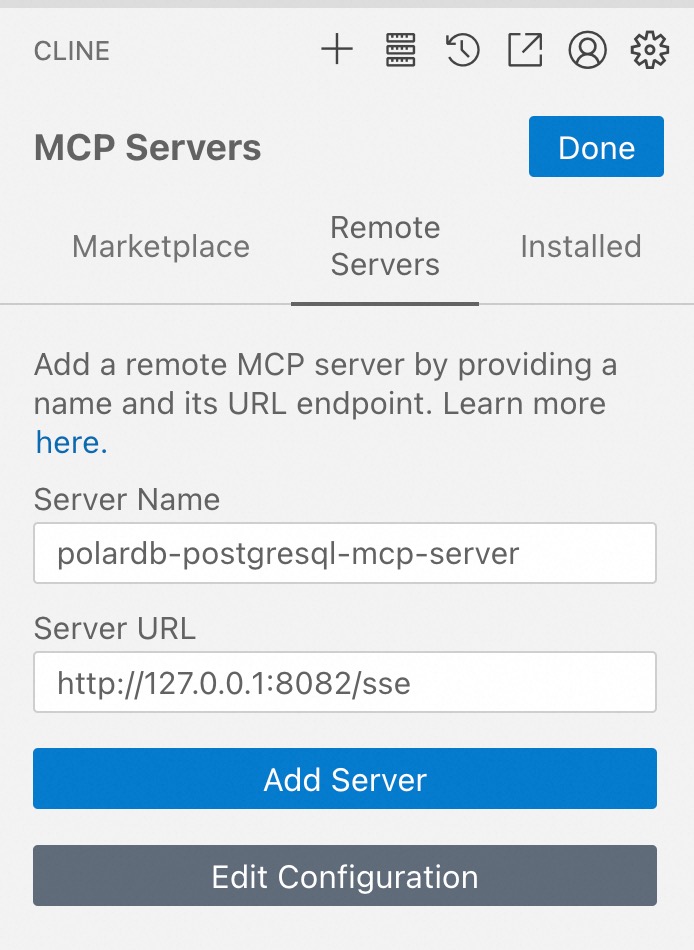 CLINE
MCP Servers
Done
Marketplace
Remote
Servers
Installed
Add a remote MCP server by providing a
name and its URL endpoint. Learn more
here.
Server Name
polardb-postgresql-mcp-server
Server URL
http://127.0.0.1:8082/sse
Add Server
Edit Configuration